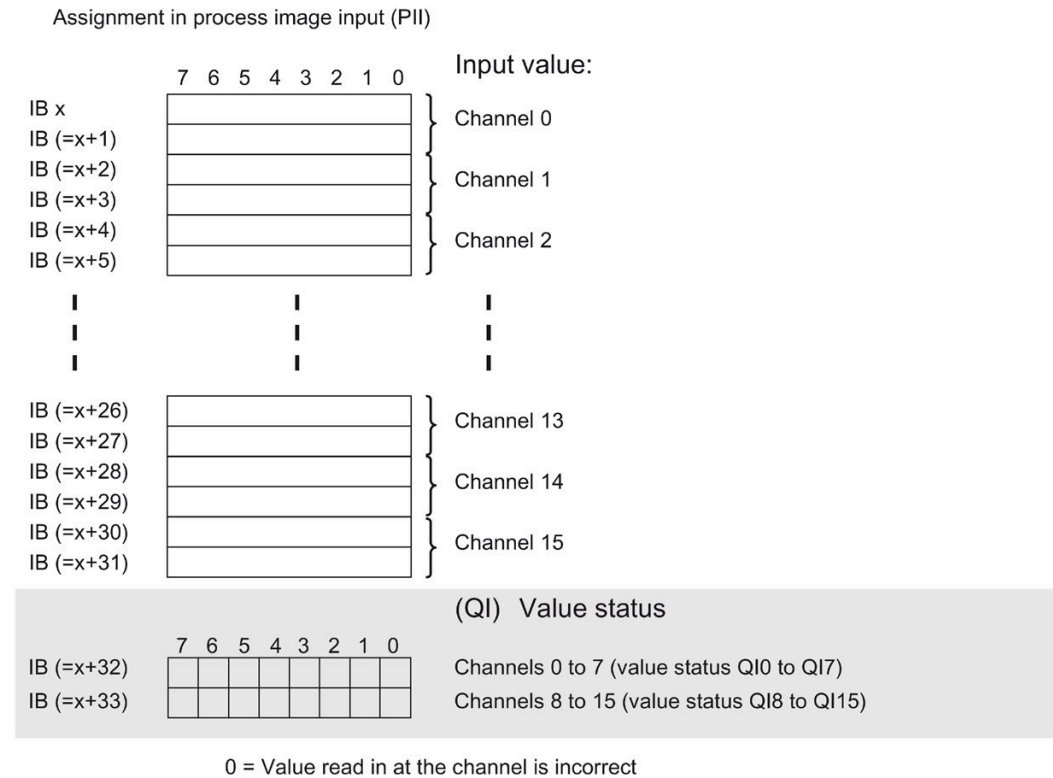 Assignment in process image input (PII)
7 6 5 4 3 2 1 0 Input value:
IB x
IB (=x+1)
Channel 0
IB (=x+2)
IB (=x+3)
Channel 1
IB (=x+4)
IB (=x+5)
Channel 2
IB (=x+26)
IB (=x+27)
Channel 13
IB (=x+28)
IB (=x+29)
Channel 14
IB (=x+30)
IB (=x+31)
Channel 15
(QI) Value status
7 6 5 4 3 2 1 0
IB (=x+32) Channels 0 to 7 (value status QI0 to QI7)
IB (=x+33) Channels 8 to 15 (value status QI8 to QI15)
0 = Value read in at the channel is incorrect